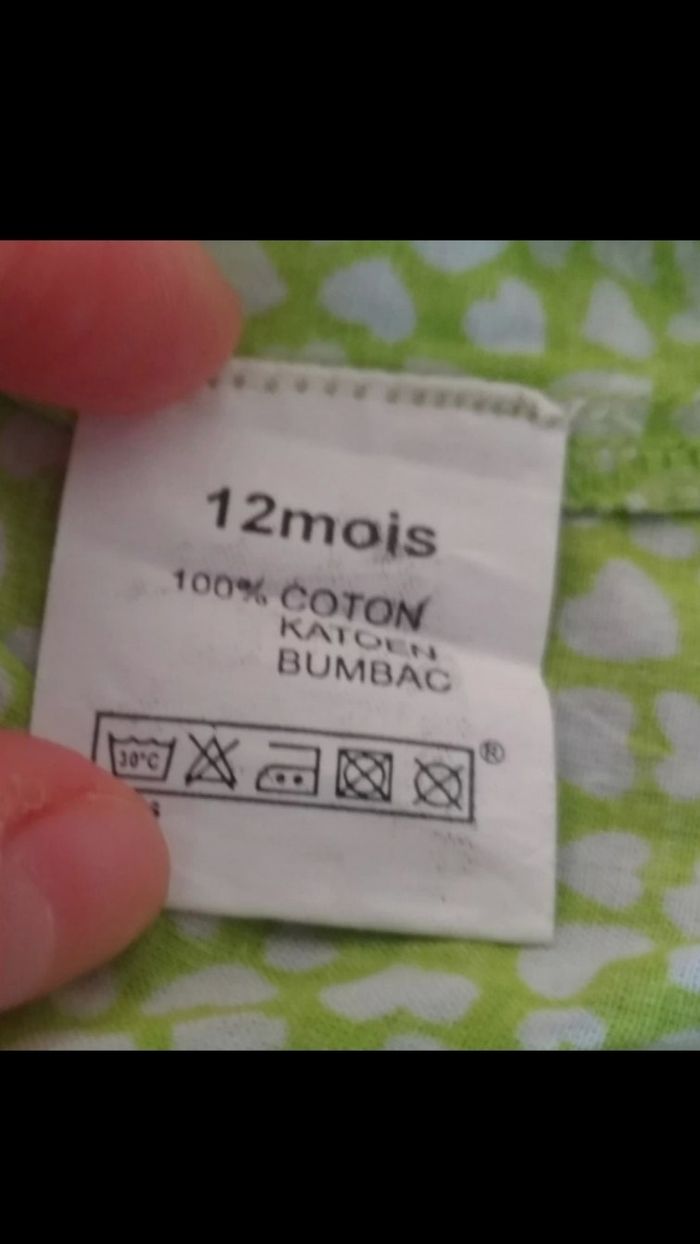 12mois
100% COTON
KATOEN
BUMBAC
30°C
®